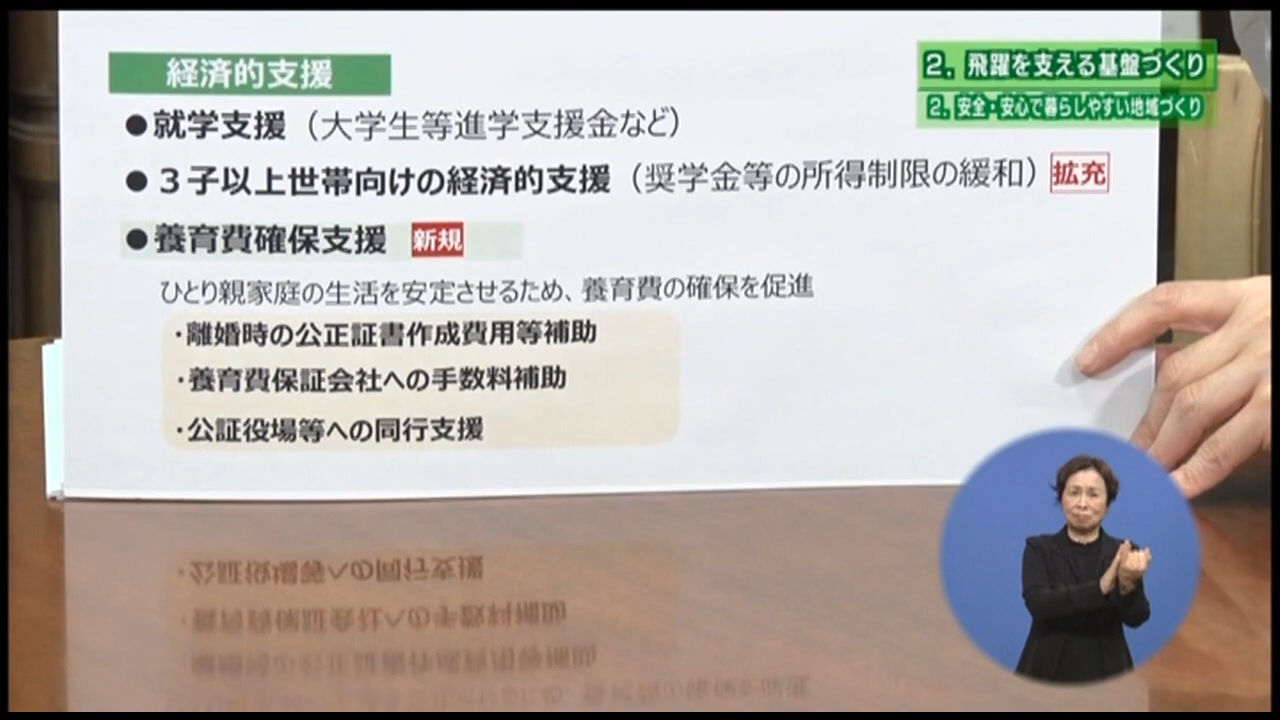 経済的支援
2．飛躍を支える基盤づくり
2．安全・安心で暮らしやすい地域づくり
●就学支援（大学生等進学支援金など）
●３子以上世帯向けの経済的支援（奨学金等の所得制限の緩和）拡充
●養育費確保支援 新規
ひとり親家庭の生活を安定させるため、養育費の確保を促進
・離婚時の公正証書作成費用等補助
・養育費保証会社への手数料補助
・公証役場等への同行支援